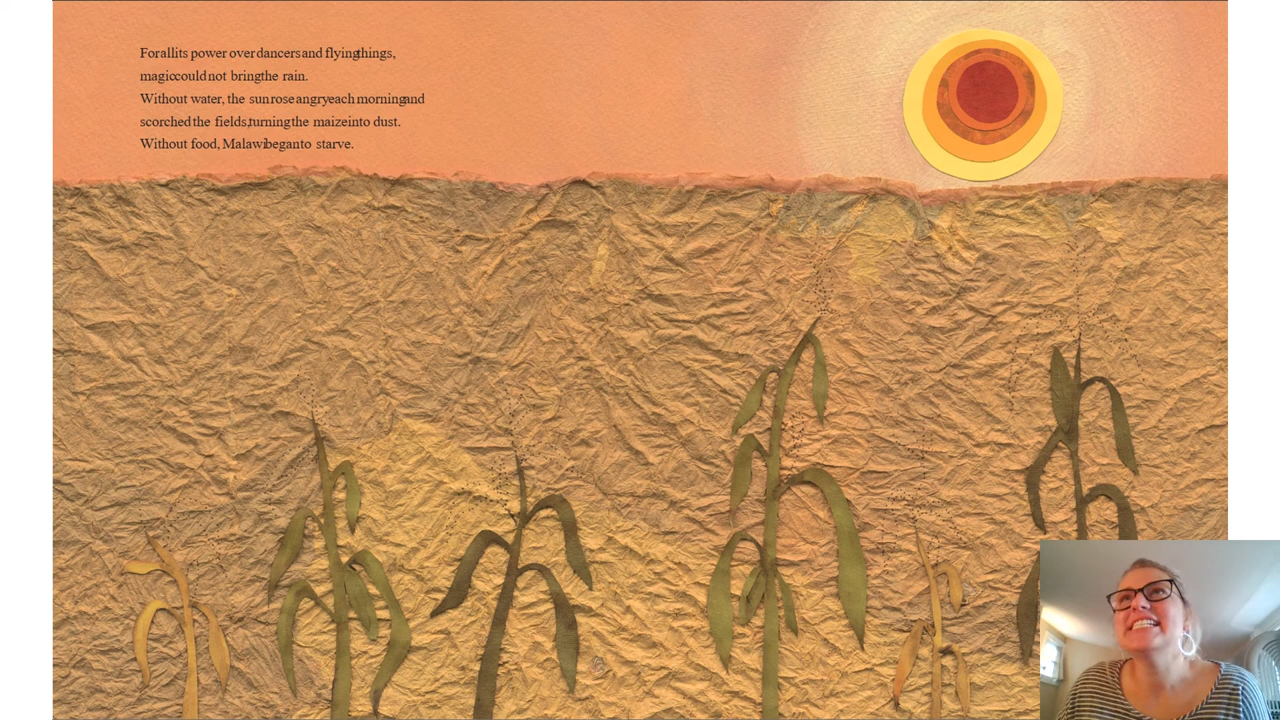 For all its power over dancers and flying things,
magic could not bring the rain.
Without water, the sun rose angry each morning and
scorched the fields, turning the maize into dust.
Without food, Malawi began to starve.